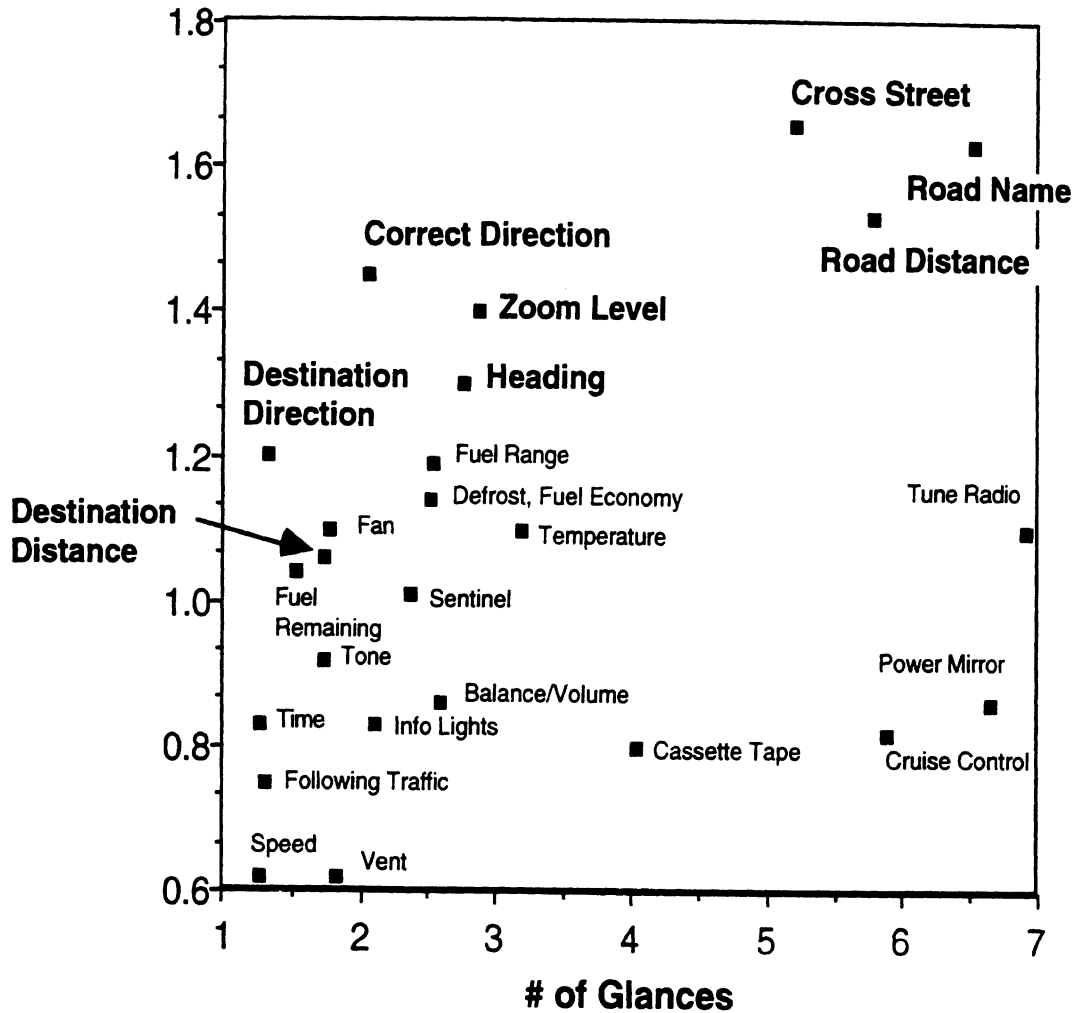 1.8
Cross Street
1.6
Road Name
Correct Direction
Road Distance
1.4
Zoom Level
Destination
Direction
Heading
1.2
Fuel Range
Defrost, Fuel Economy
Tune Radio
Destination
Distance
Fan
Temperature
1.0
Fuel
Remaining
Sentinel
Tone
Power Mirror
Balance/Volume
Time
Info Lights
0.8
Cassette Tape
Cruise Control
Following Traffic
Speed
Vent
0.6
1 2 3 4 5 6 7
# of Glances